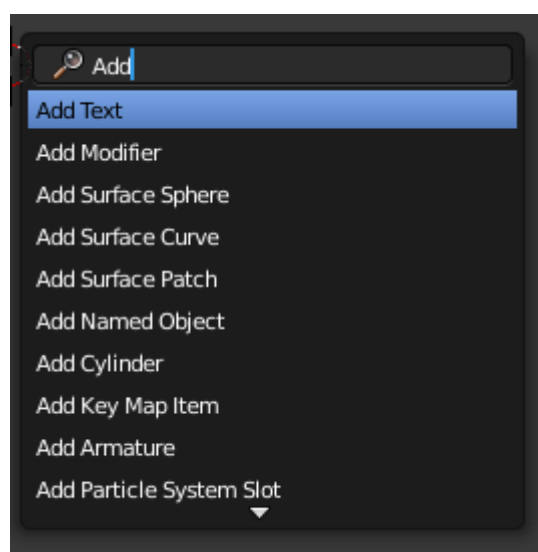 Add
Add Text
Add Modifier
Add Surface Sphere
Add Surface Curve
Add Surface Patch
Add Named Object
Add Cylinder
Add Key Map Item
Add Armature
Add Particle System Slot